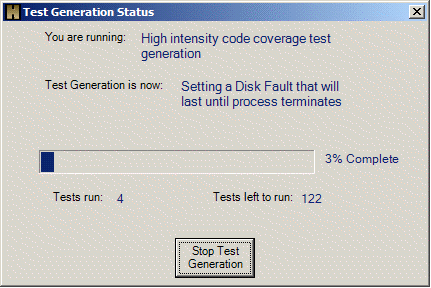 Test Generation Status
You are running: High intensity code coverage test
generation
Test Generation is now: Setting a Disk Fault that will
last until process terminates
3% Complete
Tests run: 4 Tests left to run: 122
Stop Test
Generation